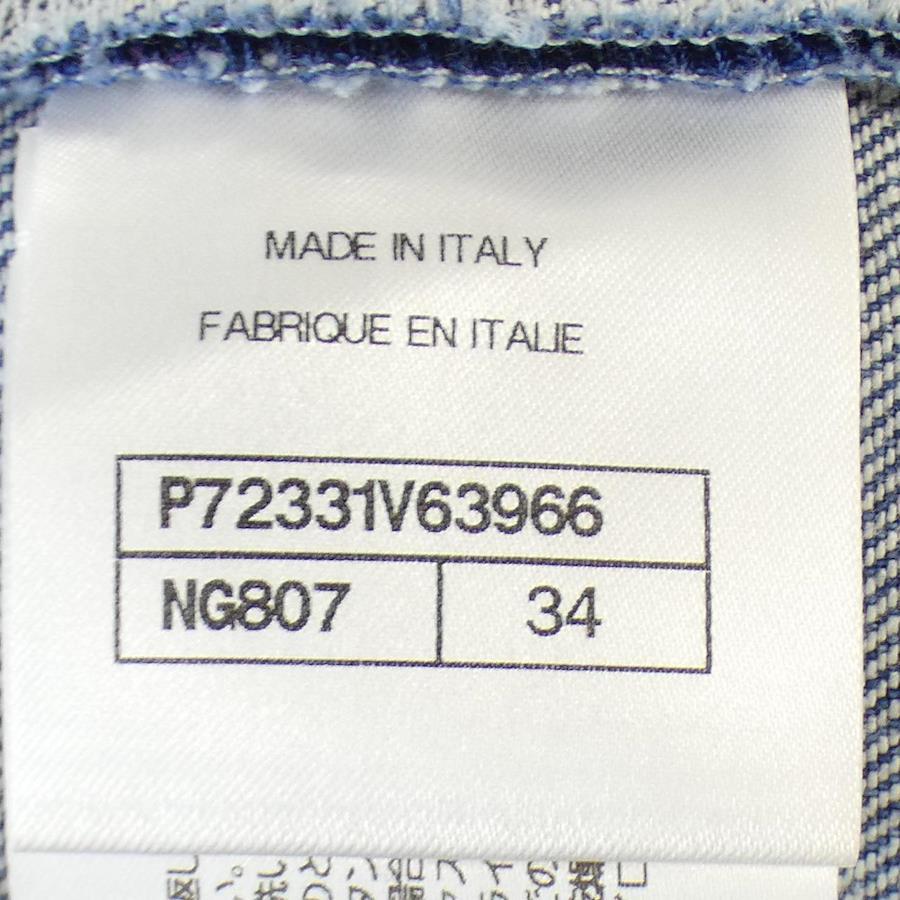 MADE IN ITALY
FABRIQUE EN ITALIE
P72331V63966
NG807 34